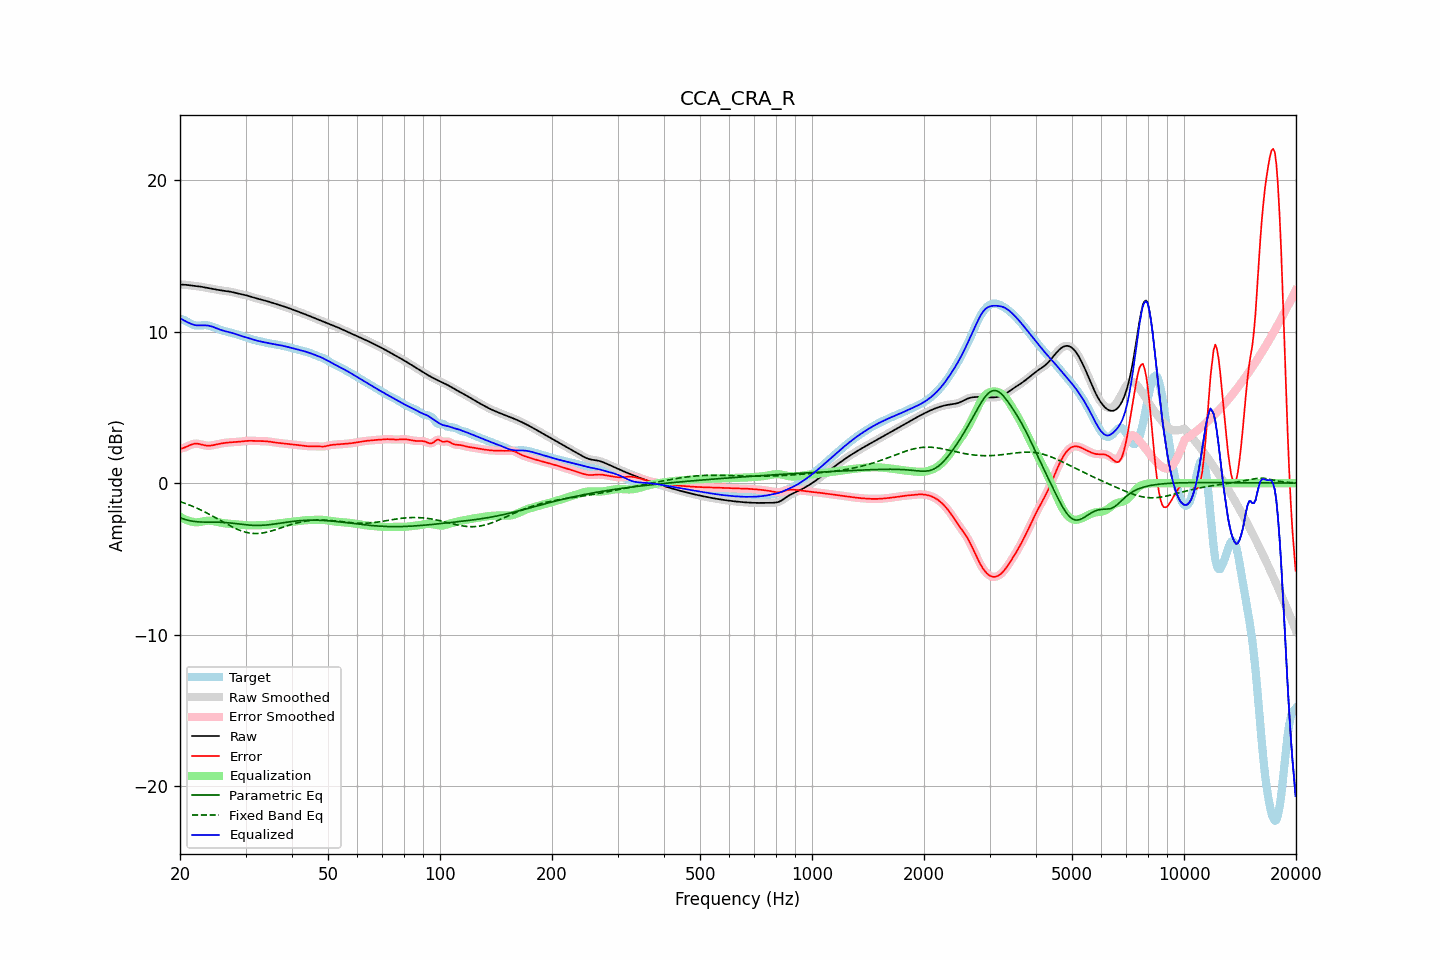 CCA_CRA_R
Amplitude (dBr)
20
10
0
−10
−20
Target
Raw Smoothed
Error Smoothed
Raw
Error
Equalization
Parametric Eq
Fixed Band Eq
Equalized
20 50 100 200 500 1000 2000 5000 10000 20000
Frequency (Hz)